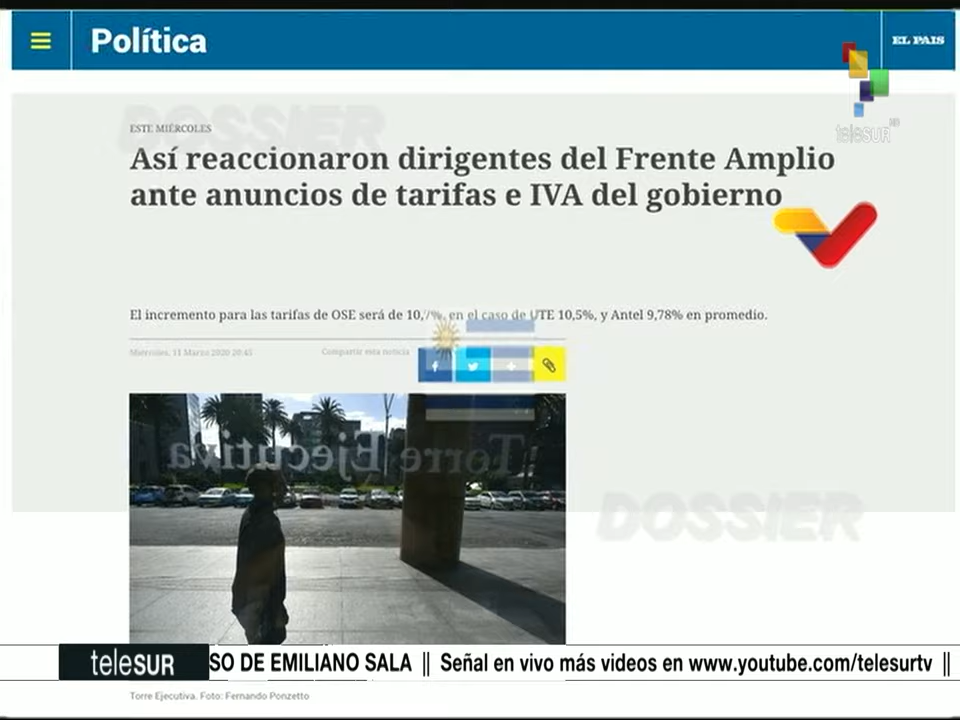 Política
EL PAIS
teleSUR HD
DOSSIER
ESTE MIÉRCOLES
Así reaccionaron dirigentes del Frente Amplio
ante anuncios de tarifas e IVA del gobierno
El incremento para las tarifas de OSE será de 10,7%, en el caso de UTE 10,5%, y Antel 9,78% en promedio.
Miércoles, 11 Marzo 2020 20:45
Compartir esta noticia
Torre Ejecutiva
DOSSIER
teleSUR
SO DE EMILIANO SALA || Señal en vivo más videos en www.youtube.com/telesurtv ||
Torre Ejecutiva. Foto: Fernando Ponzetto